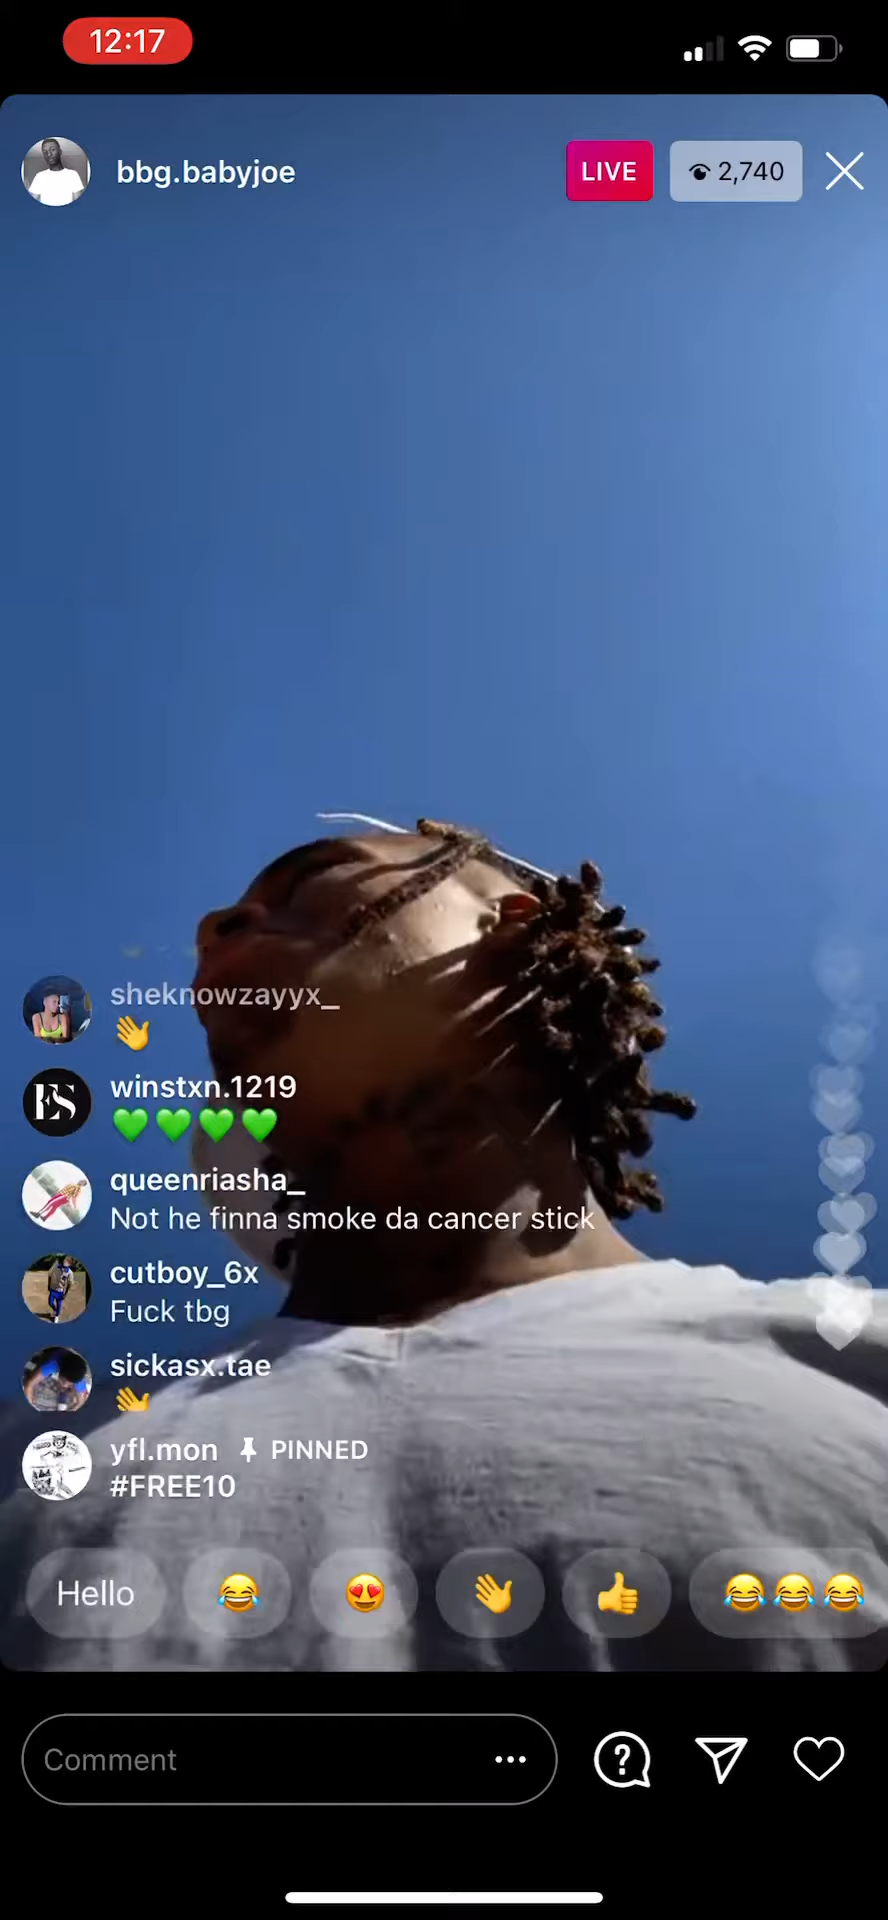 12:17
bbg.babyjoe
LIVE
2,740
sheknowzayyx_
👋
winstxn.1219
💚💚💚💚
queenriasha_
Not he finna smoke da cancer stick
cutboy_6x
Fuck tbg
sickasx.tae
👋
yfl.mon PINNED
#FREE10
Hello 😂 😍 👋 👍 😂😂😂
Comment